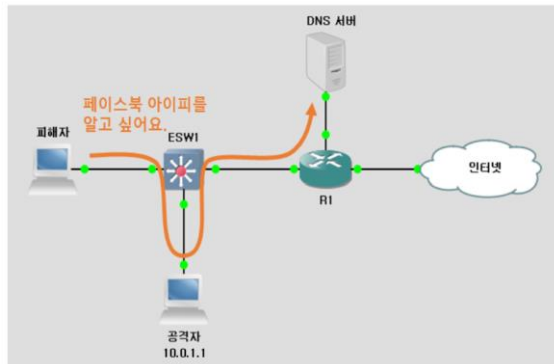 DNS 서버
페이스북 아이피를
알고 싶어요.
피해자
ESW1
인터넷
R1
공격자
10.0.1.1